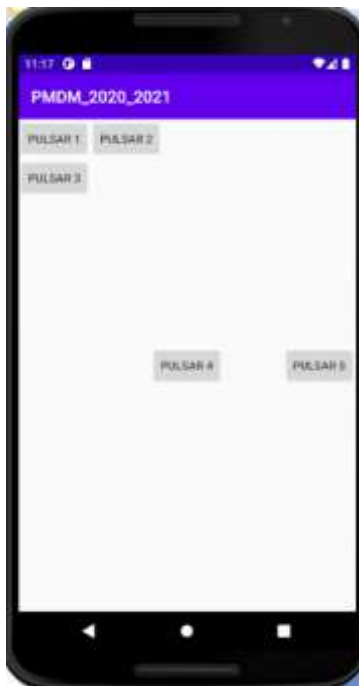 11:17
PMDM_2020_2021
PULSAR 1 PULSAR 2
PULSAR 3
PULSAR 4 PULSAR 5